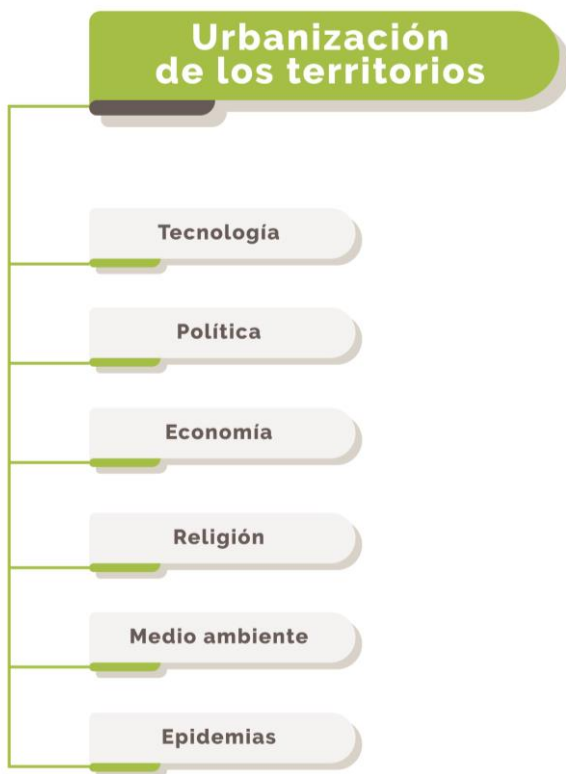 Urbanización
de los territorios
Tecnología
Política
Economía
Religión
Medio ambiente
Epidemias